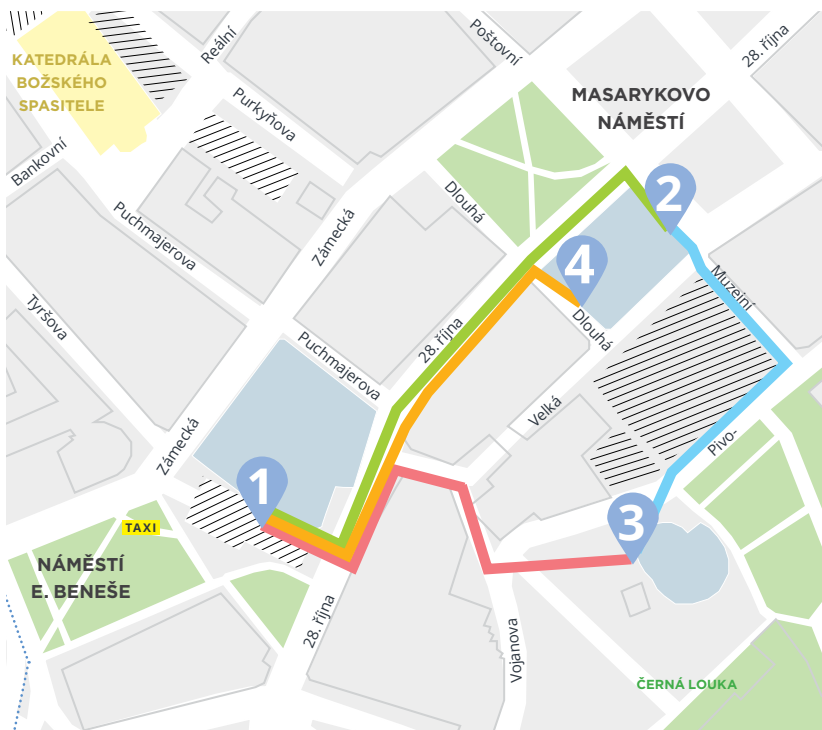 KATEDRÁLA
BOŽSKÉHO
SPASITELE
Reální
Poštovní
28. října
MASARYKOVO
NÁMĚSTÍ
Purkyňova
Bankovní
Dlouhá
2
Puchmajerova
Zámecká
4
Muzejní
Tyršova
28. října
Dlouhá
Puchmajerova
Velká
Zámecká
Pivo-
1
3
TAXI
NÁMĚSTÍ
E. BENEŠE
28. října
Vojanova
ČERNÁ LOUKA